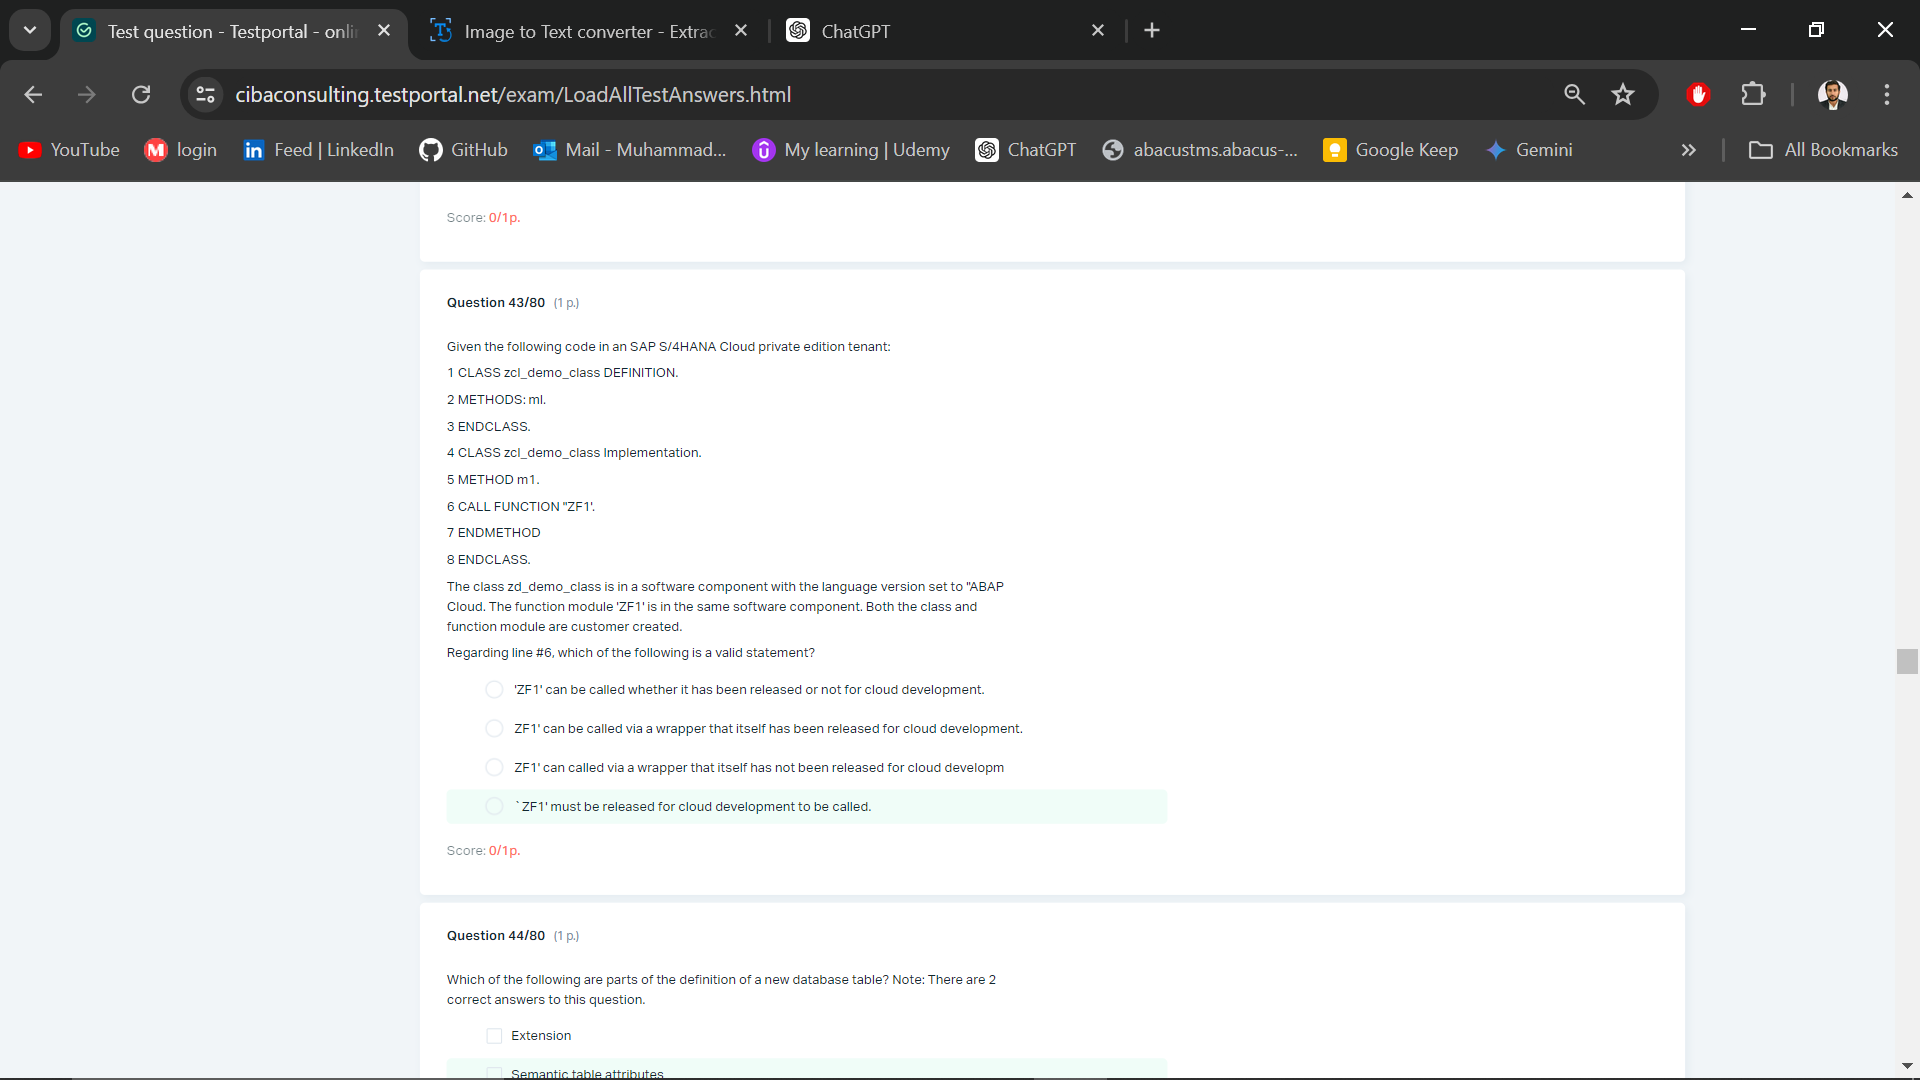 Test question - Testportal - onli
Image to Text converter - Extrac
ChatGPT
cibaconsulting.testportal.net/exam/LoadAllTestAnswers.html
YouTube
login
Feed | LinkedIn
GitHub
Mail - Muhammad...
My learning | Udemy
ChatGPT
abacustms.abacus-...
Google Keep
Gemini
All Bookmarks
Score: 0/1p.
Question 43/80 (1 p.)
Given the following code in an SAP S/4HANA Cloud private edition tenant:
1 CLASS zcl_demo_class DEFINITION.
2 METHODS: ml.
3 ENDCLASS.
4 CLASS zcl_demo_class Implementation.
5 METHOD m1.
6 CALL FUNCTION "ZF1'.
7 ENDMETHOD
8 ENDCLASS.
The class zd_demo_class is in a software component with the language version set to "ABAP
Cloud. The function module 'ZF1' is in the same software component. Both the class and
function module are customer created.
Regarding line #6, which of the following is a valid statement?
'ZF1' can be called whether it has been released or not for cloud development.
ZF1' can be called via a wrapper that itself has been released for cloud development.
ZF1' can called via a wrapper that itself has not been released for cloud developm
`ZF1' must be released for cloud development to be called.
Score: 0/1p.
Question 44/80 (1 p.)
Which of the following are parts of the definition of a new database table? Note: There are 2
correct answers to this question.
Extension
Semantic table attributes